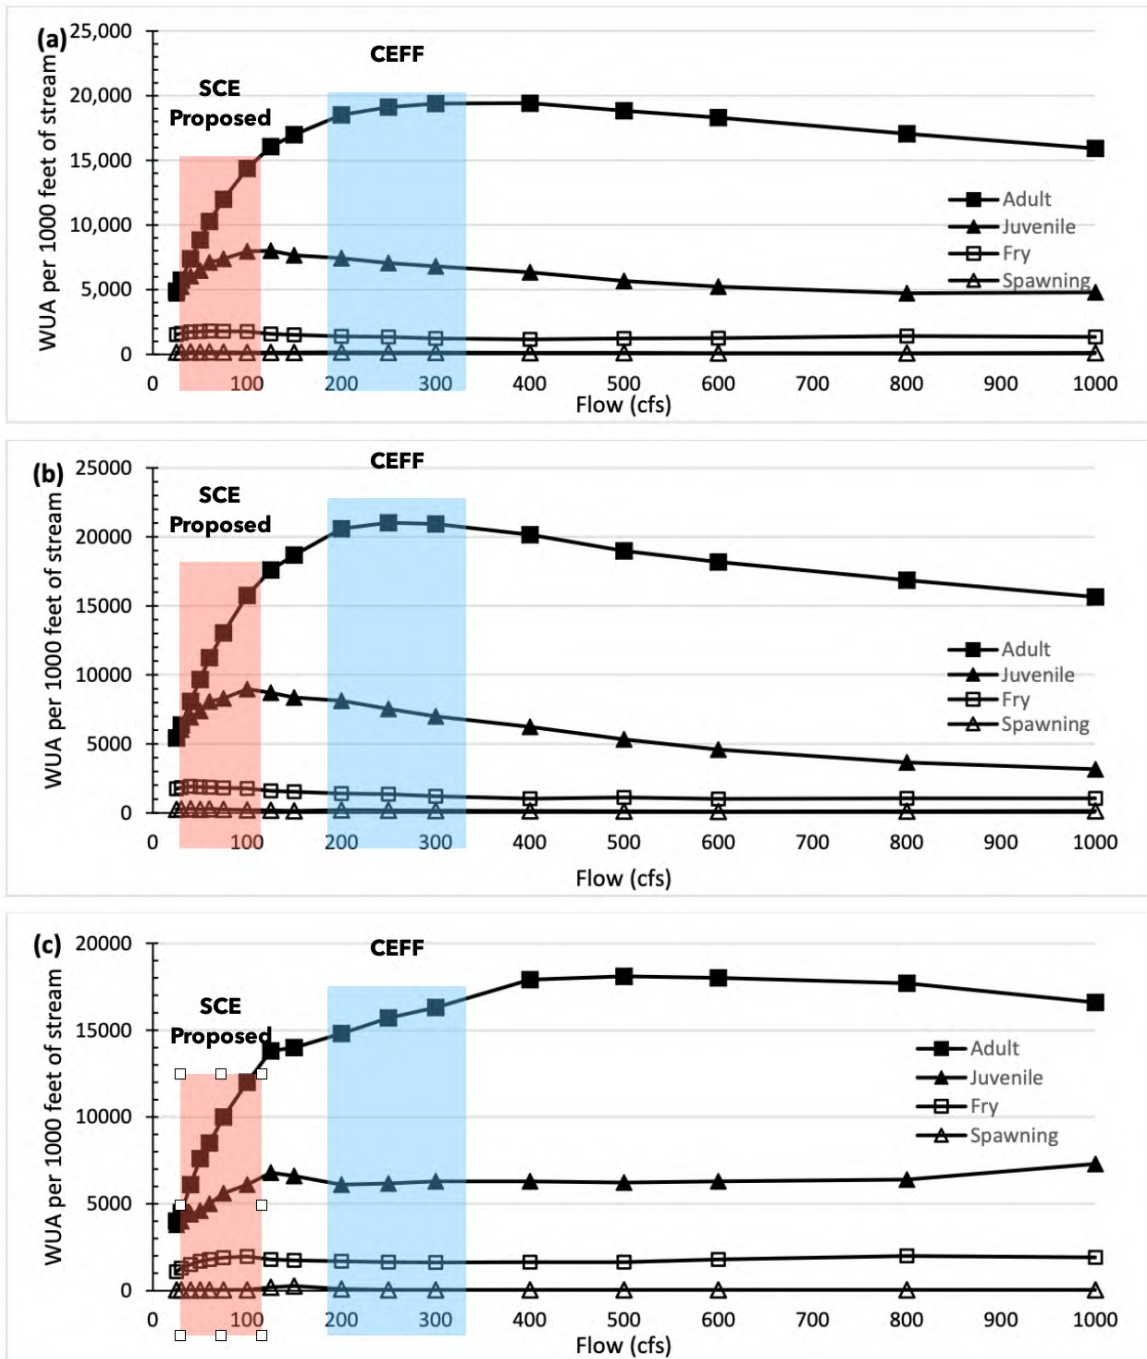 (a)
25,000
20,000
15,000
10,000
5,000
0
WUA per 1000 feet of stream
SCE
Proposed
CEFF
Adult
Juvenile
Fry
Spawning
0 100 200 300 400 500 600 700 800 900 1000
Flow (cfs)
(b)
25000
20000
15000
10000
5000
0
WUA per 1000 feet of stream
SCE
Proposed
CEFF
Adult
Juvenile
Fry
Spawning
0 100 200 300 400 500 600 700 800 900 1000
Flow (cfs)
(c)
20000
15000
10000
5000
0
WUA per 1000 feet of stream
SCE
Proposed
CEFF
Adult
Juvenile
Fry
Spawning
0 100 200 300 400 500 600 700 800 900 1000
Flow (cfs)